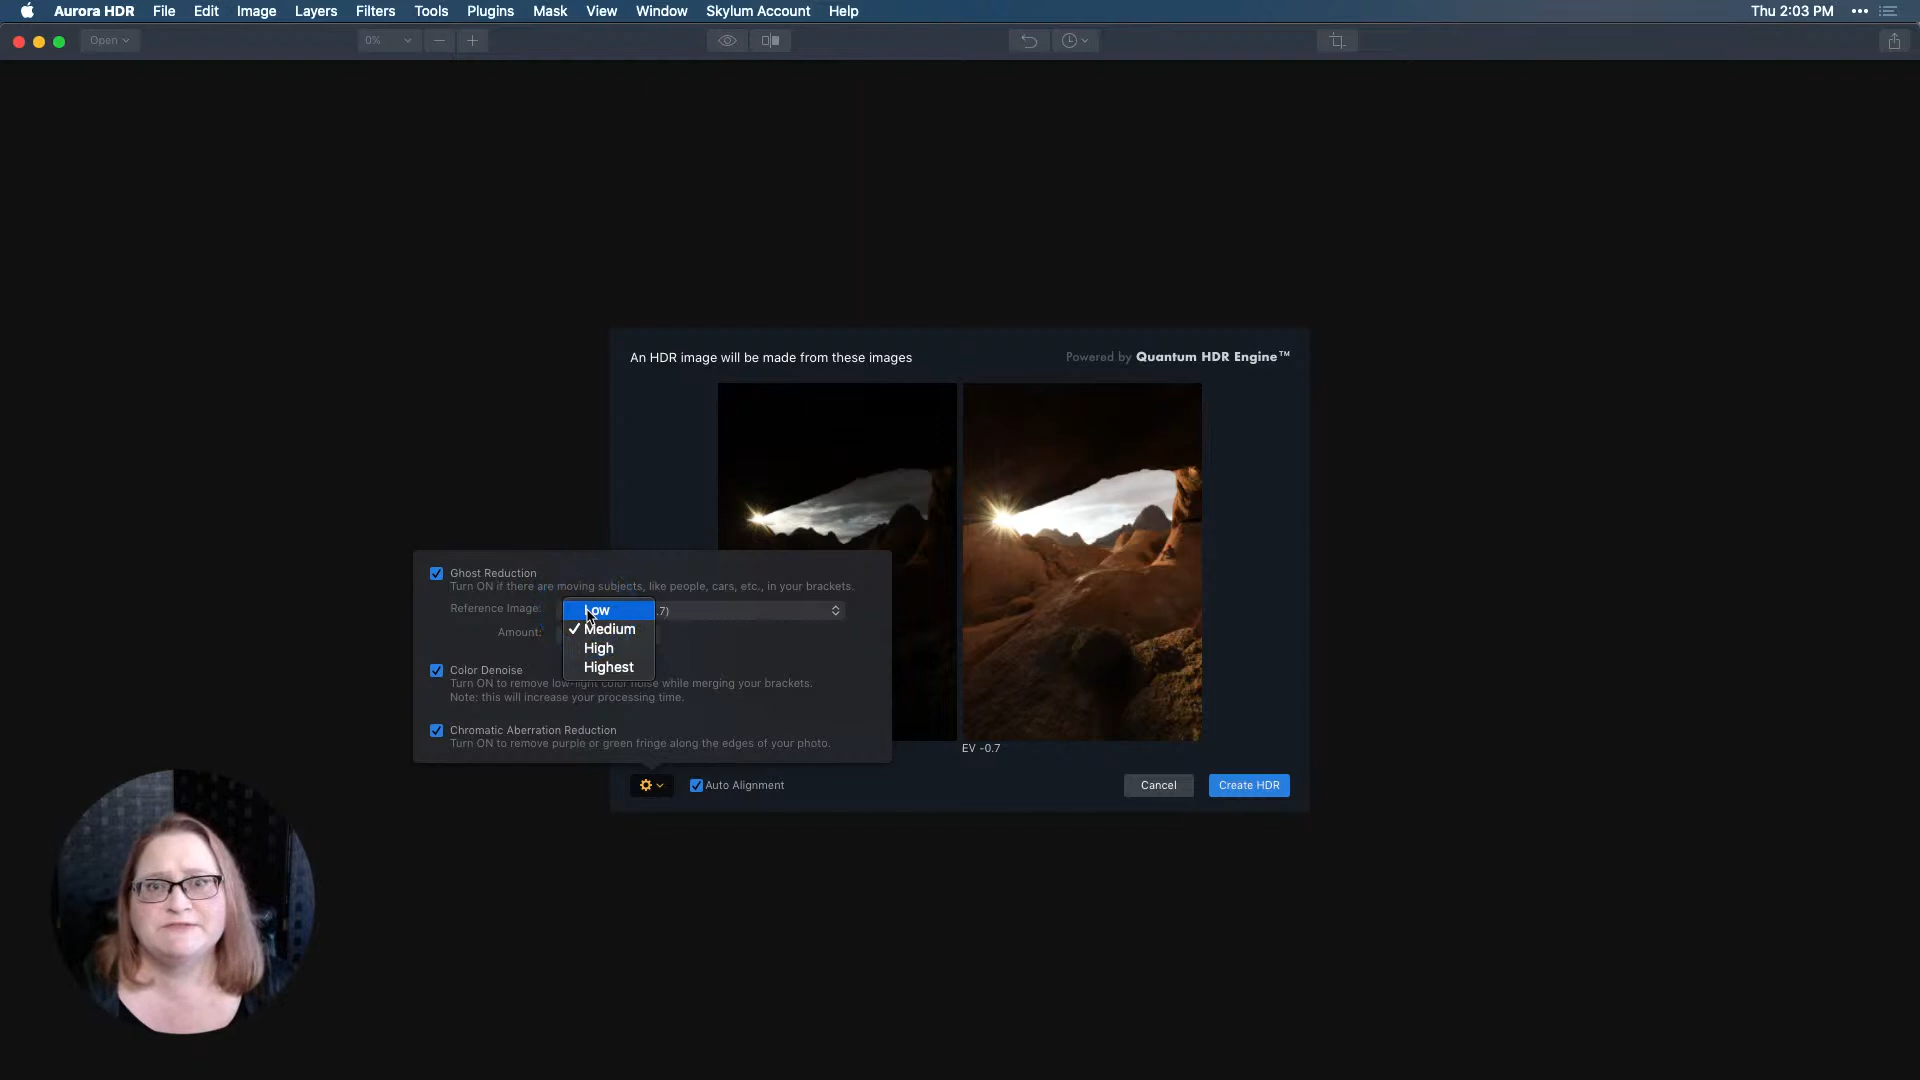 Aurora HDR File Edit Image Layers Filters Tools Plugins Mask View Window Skylum Account Help Thu 2:03 PM
Open 0%
An HDR image will be made from these images
Powered by Quantum HDR Engine™
Ghost Reduction
Turn ON if there are moving subjects, like people, cars, etc., in your brackets.
Reference Image: .7)
Low
Amount:
✓ Medium
High
Highest
Color Denoise
Turn ON to remove low-light color noise while merging your brackets.
Note: this will increase your processing time.
Chromatic Aberration Reduction
Turn ON to remove purple or green fringe along the edges of your photo.
EV -0.7
Auto Alignment
Cancel Create HDR